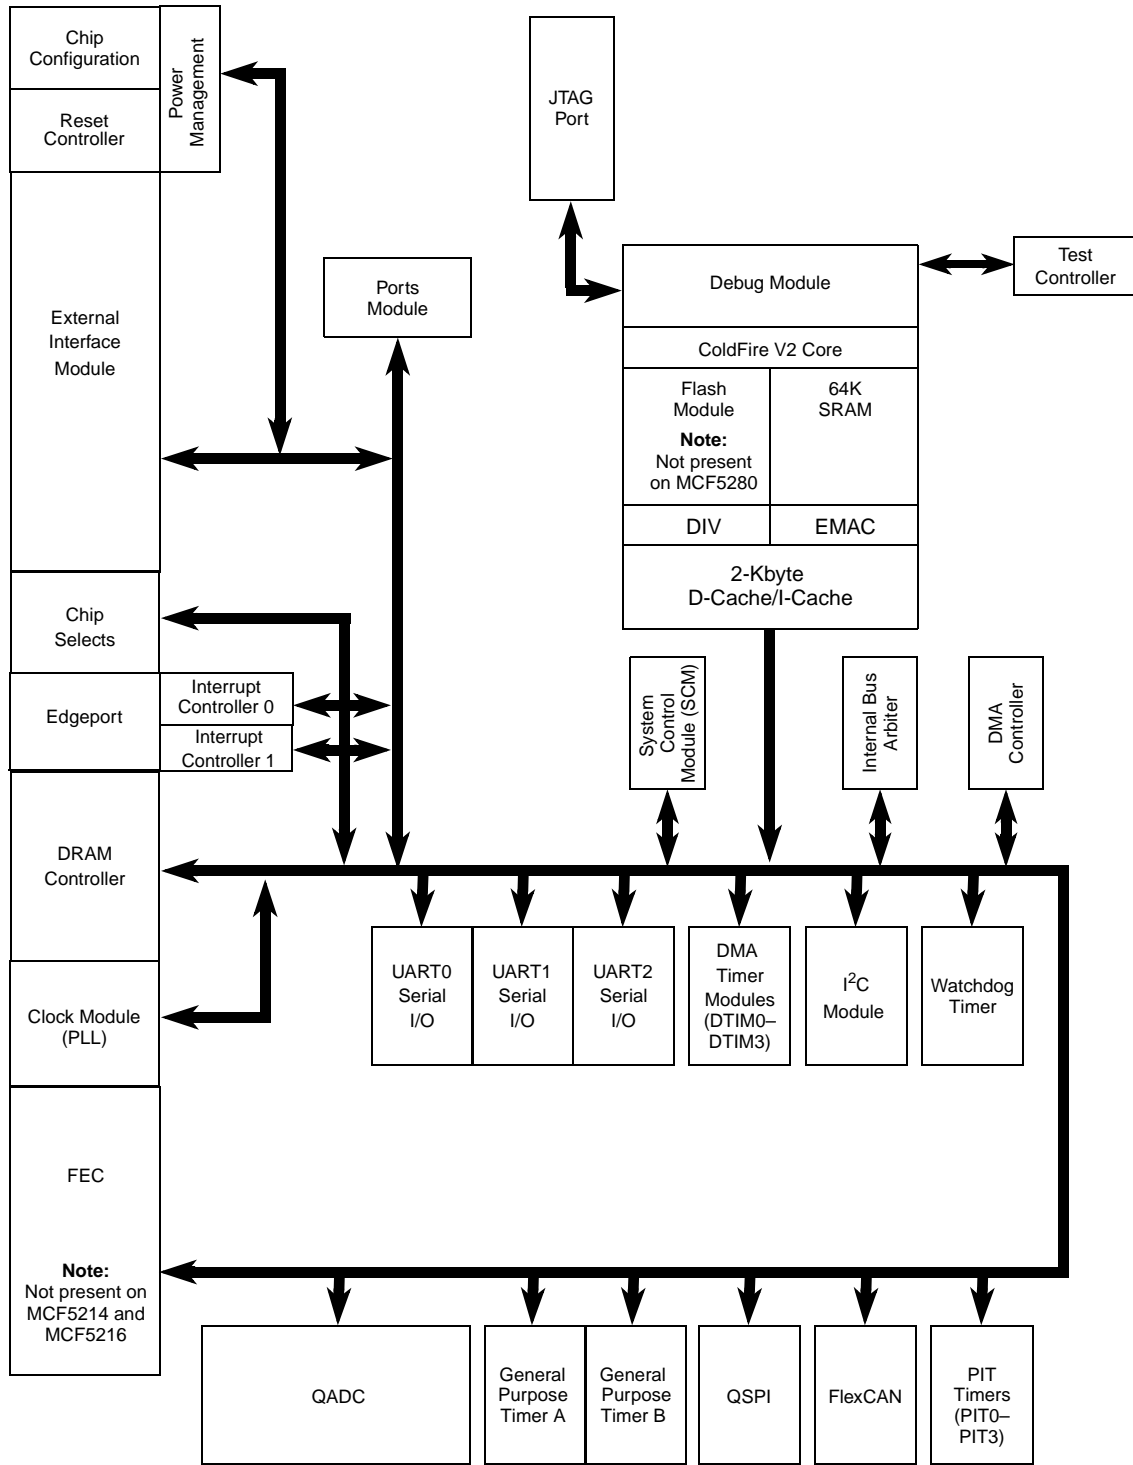 Chip
Configuration
Reset
Controller
Power
Management
External
Interface
Module
Chip
Selects
Edgeport
Interrupt
Controller 0
Interrupt
Controller 1
DRAM
Controller
Clock Module
(PLL)
FEC
Note:
Not present on
MCF5214 and
MCF5216
Ports
Module
JTAG
Port
Debug Module
Test
Controller
ColdFire V2 Core
Flash
Module
Note:
Not present
on MCF5280
64K
SRAM
DIV
EMAC
2-Kbyte
D-Cache/I-Cache
System
Control
Module (SCM)
Internal Bus
Arbiter
DMA
Controller
UART0
Serial
I/O
UART1
Serial
I/O
UART2
Serial
I/O
DMA
Timer
Modules
(DTIM0–
DTIM3)
I²C
Module
Watchdog
Timer
QADC
General
Purpose
Timer A
General
Purpose
Timer B
QSPI
FlexCAN
PIT
Timers
(PIT0–
PIT3)